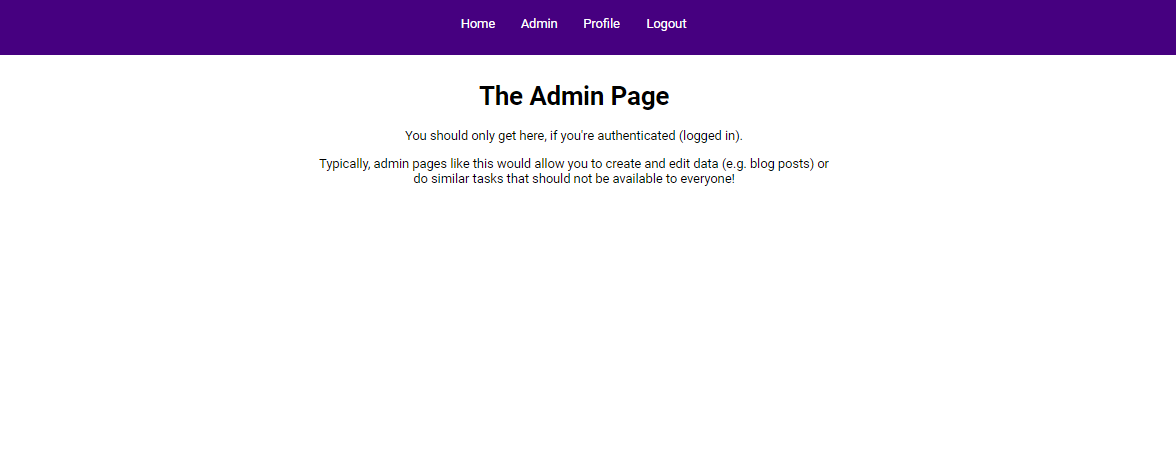 Home Admin Profile Logout
The Admin Page
You should only get here, if you're authenticated (logged in).
Typically, admin pages like this would allow you to create and edit data (e.g. blog posts) or
do similar tasks that should not be available to everyone!